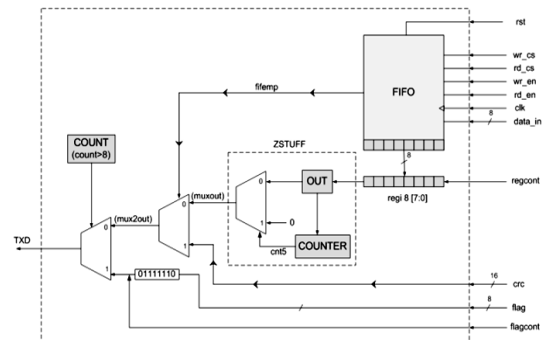 rst
wr_cs
rd_cs
wr_en
rd_en
clk
8
data_in
FIFO
fifemp
8
COUNT
(count>8)
ZSTUFF
OUT
0
regcont
regi 8 [7:0]
(muxout)
0
1
0
COUNTER
cnt5
(mux2out)
0
1
TXD
1
01111110
16
crc
8
flag
flagcont